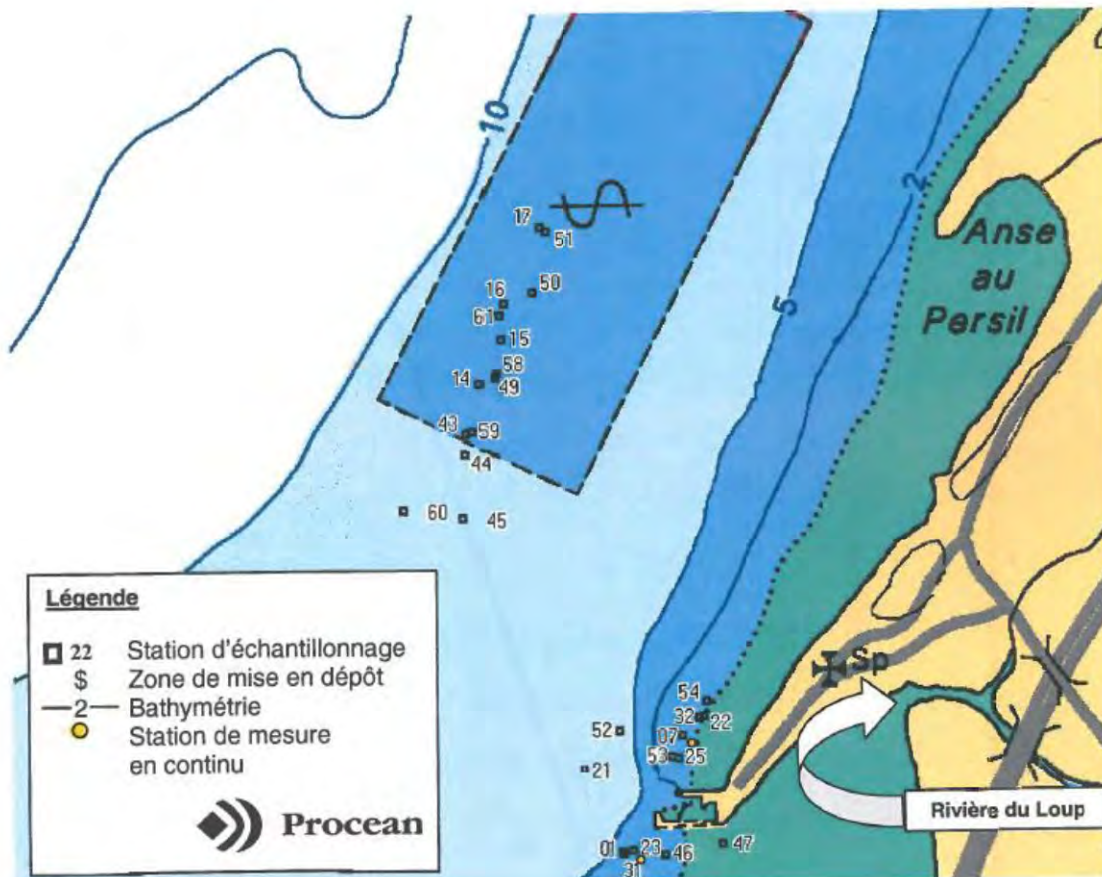 10
2
17
51
Anse
au
Persil
50
16
61
5
15
58
14
49
43
59
44
60
45
Légende
22 Station d'échantillonnage
$ Zone de mise en dépôt
2 Bathymétrie
Station de mesure
en continu
Procean
Sp
54
32
22
52
07
53
25
21
Rivière du Loup
01
23
46
47
31